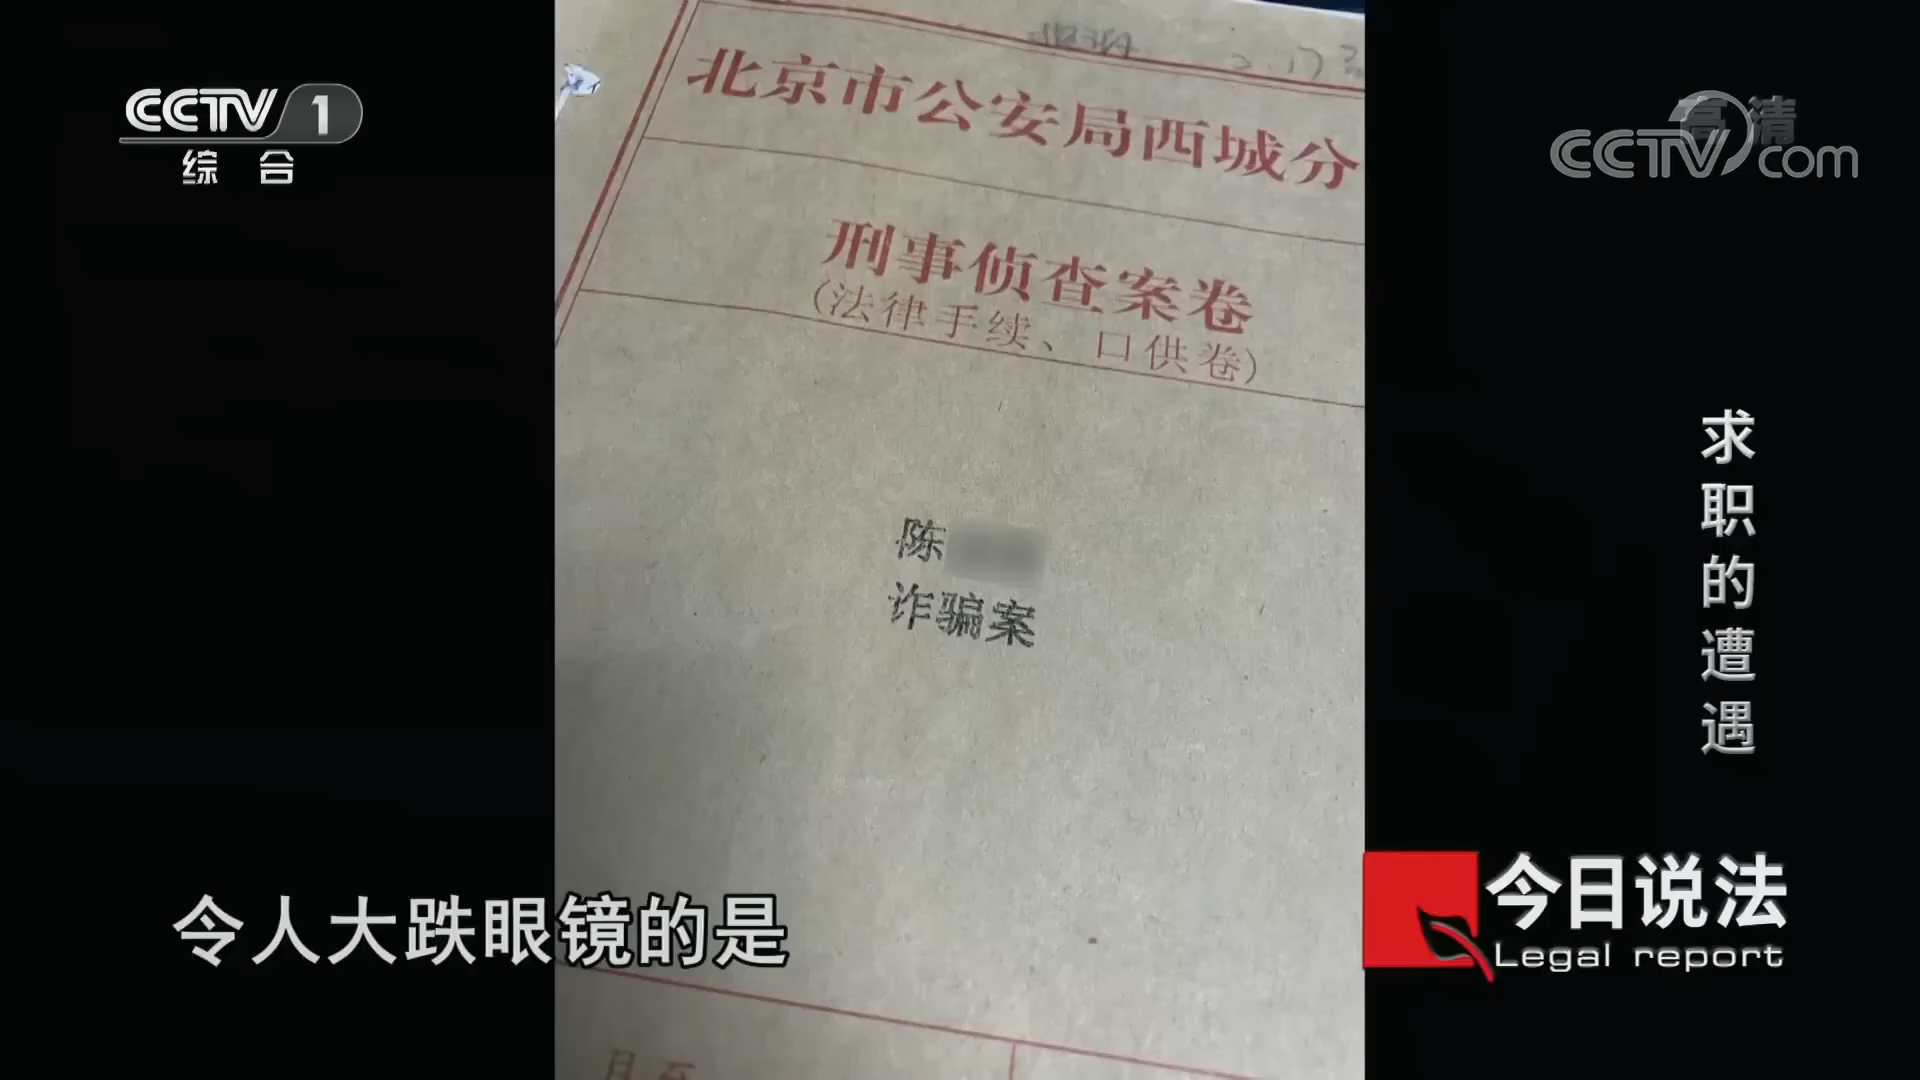 CCTV 1
综合
高清
CCTV com
北京市公安局西城分
刑事侦查案卷
(法律手续、口供卷)
陈
诈骗案
求职的遭遇
令人大跌眼镜的是
今日说法
Legal report